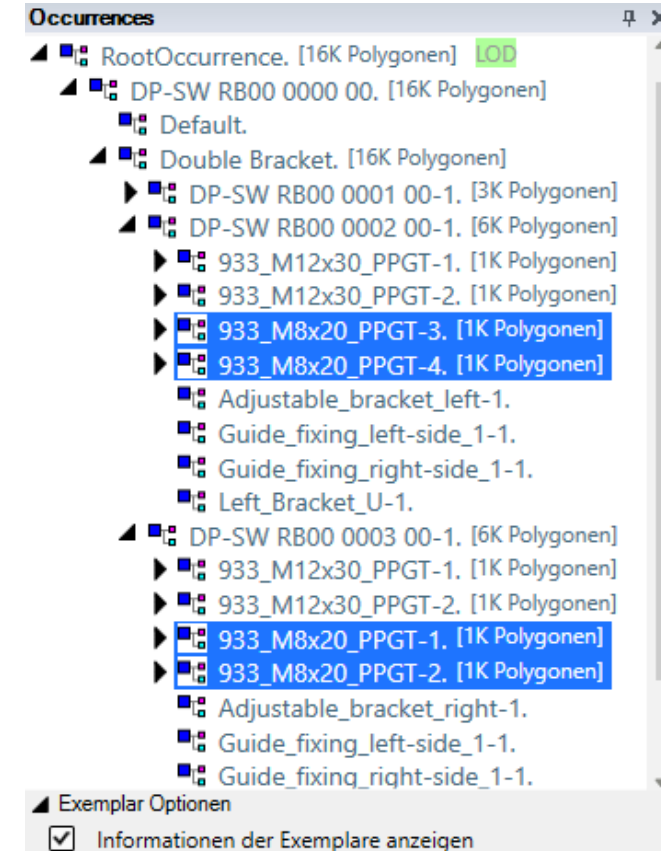 Occurrences
RootOccurrence. [16K Polygonen] LOD
DP-SW RB00 0000 00. [16K Polygonen]
Default.
Double Bracket. [16K Polygonen]
DP-SW RB00 0001 00-1. [3K Polygonen]
DP-SW RB00 0002 00-1. [6K Polygonen]
933_M12x30_PPGT-1. [1K Polygonen]
933_M12x30_PPGT-2. [1K Polygonen]
933_M8x20_PPGT-3. [1K Polygonen]
933_M8x20_PPGT-4. [1K Polygonen]
Adjustable_bracket_left-1.
Guide_fixing_left-side_1-1.
Guide_fixing_right-side_1-1.
Left_Bracket_U-1.
DP-SW RB00 0003 00-1. [6K Polygonen]
933_M12x30_PPGT-1. [1K Polygonen]
933_M12x30_PPGT-2. [1K Polygonen]
933_M8x20_PPGT-1. [1K Polygonen]
933_M8x20_PPGT-2. [1K Polygonen]
Adjustable_bracket_right-1.
Guide_fixing_left-side_1-1.
Guide_fixing_right-side_1-1.
Exemplar Optionen
Informationen der Exemplare anzeigen